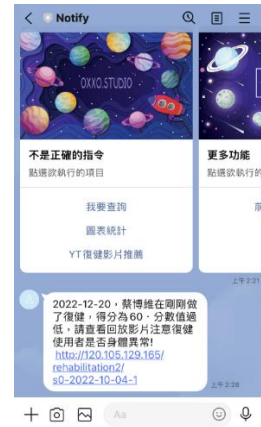 Notify
OXXO.STUDIO
不是正確的指令
點選欲執行的項目
我要查詢
圖表統計
YT復健影片推薦
更多功能
點選欲執行的
上午 2:21
2022-12-20，蔡博維在剛剛做
了復健，得分為60．分數值過
低，請查看回放影片注意復健
使用者是否身體異常!
http://120.105.129.165/
rehabilitation2/
s0-2022-10-04-1
上午 2:28
Aa